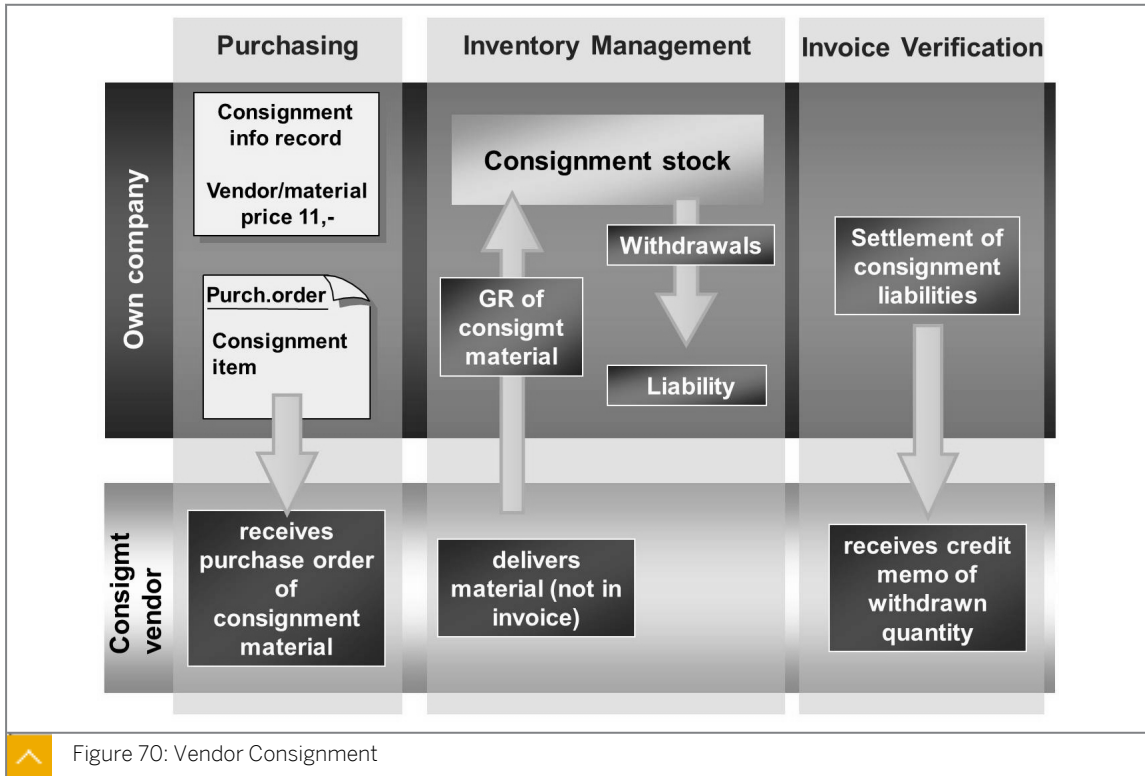 Purchasing
Inventory Management
Invoice Verification
Own company
Consignment
info record
Vendor/material
price 11,-
Purch.order
Consignment
item
Consignment stock
GR of
consigmt
material
Withdrawals
Liability
Settlement of
consignment
liabilities
Consigmt
vendor
receives
purchase order
of
consignment
material
delivers
material (not in
invoice)
receives credit
memo of
withdrawn
quantity
Figure 70: Vendor Consignment